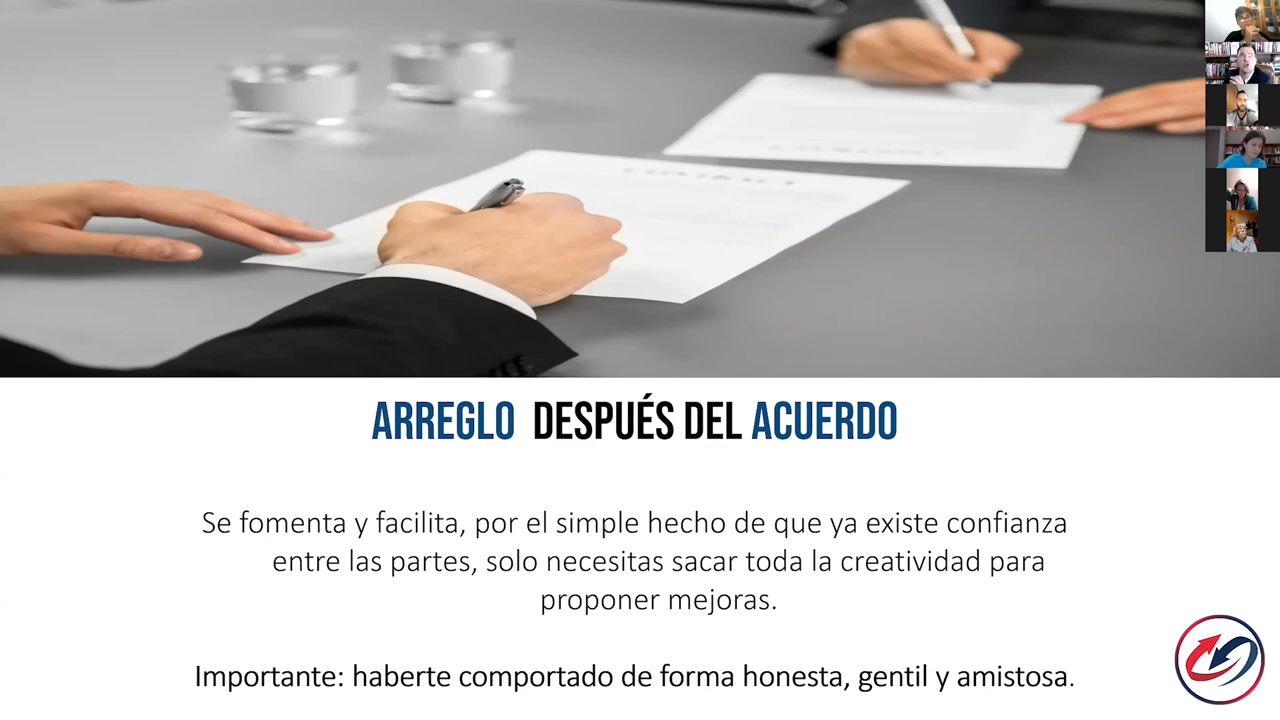 ARREGLO DESPUÉS DEL ACUERDO
Se fomenta y facilita, por el simple hecho de que ya existe confianza
entre las partes, solo necesitas sacar toda la creatividad para
proponer mejoras.
Importante: haberte comportado de forma honesta, gentil y amistosa.